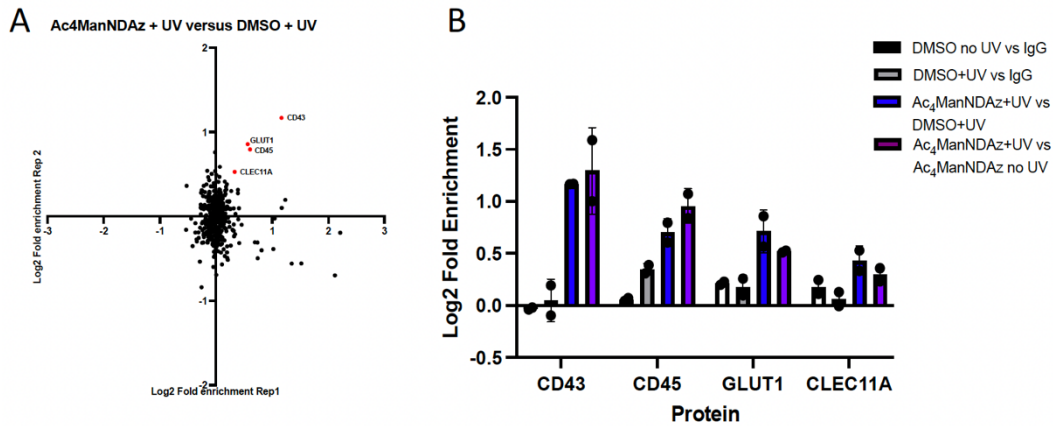 A
Ac4ManNDAz + UV versus DMSO + UV
2
1
-1
-2
-3
-2
-1
1
2
3
CD43
GLUT1
CD45
CLEC11A
Log2 Fold enrichment Rep 2
Log2 Fold enrichment Rep1
B
DMSO no UV vs IgG
DMSO+UV vs IgG
Ac4ManNDAz+UV vs
DMSO+UV
Ac4ManNDAz+UV vs
Ac4ManNDAz no UV
Log2 Fold Enrichment
2.0
1.5
1.0
0.5
0.0
-0.5
CD43
CD45
GLUT1
CLEC11A
Protein